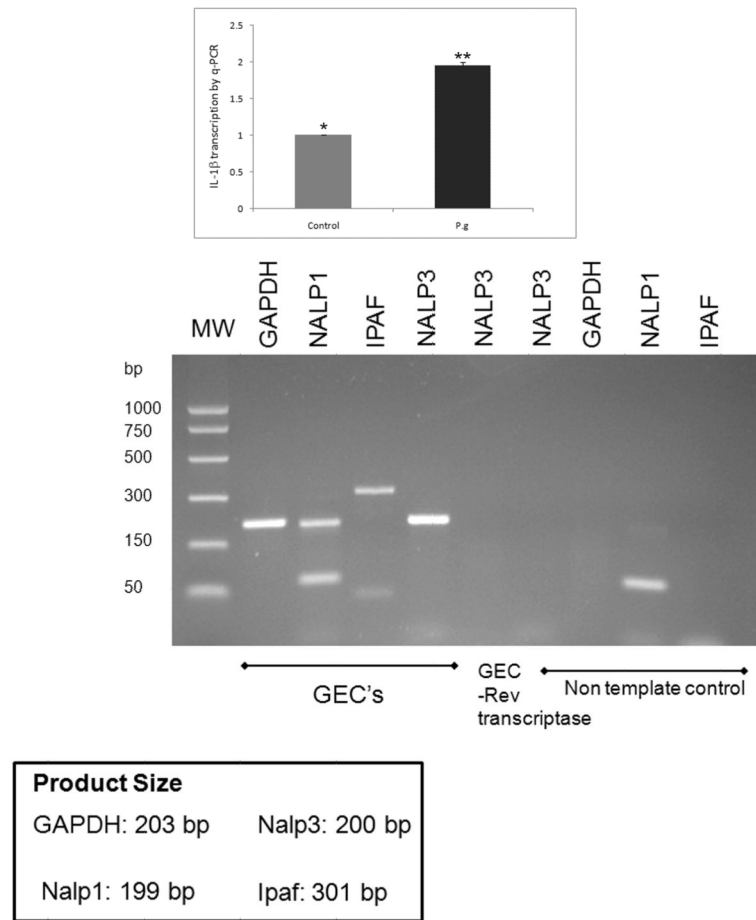 IL-1β transcription by q-PCR
2.5
2
1.5
1
0.5
0
*
**
Control
P.g
MW
GAPDH
NALP1
IPAF
NALP3
NALP3
NALP3
GAPDH
NALP1
IPAF
bp
1000
750
500
300
150
50
GEC's
GEC
-Rev
transcriptase
Non template control
Product Size
GAPDH: 203 bp Nalp3: 200 bp
Nalp1: 199 bp Ipaf: 301 bp